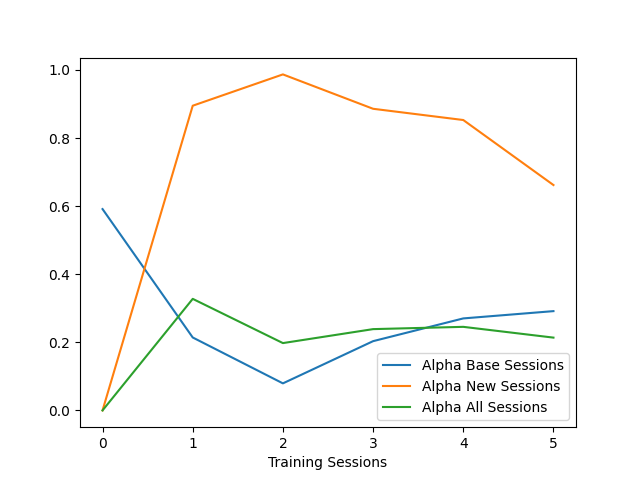 1.0
0.8
0.6
0.4
0.2
0.0
Alpha Base Sessions
Alpha New Sessions
Alpha All Sessions
0 1 2 3 4 5
Training Sessions